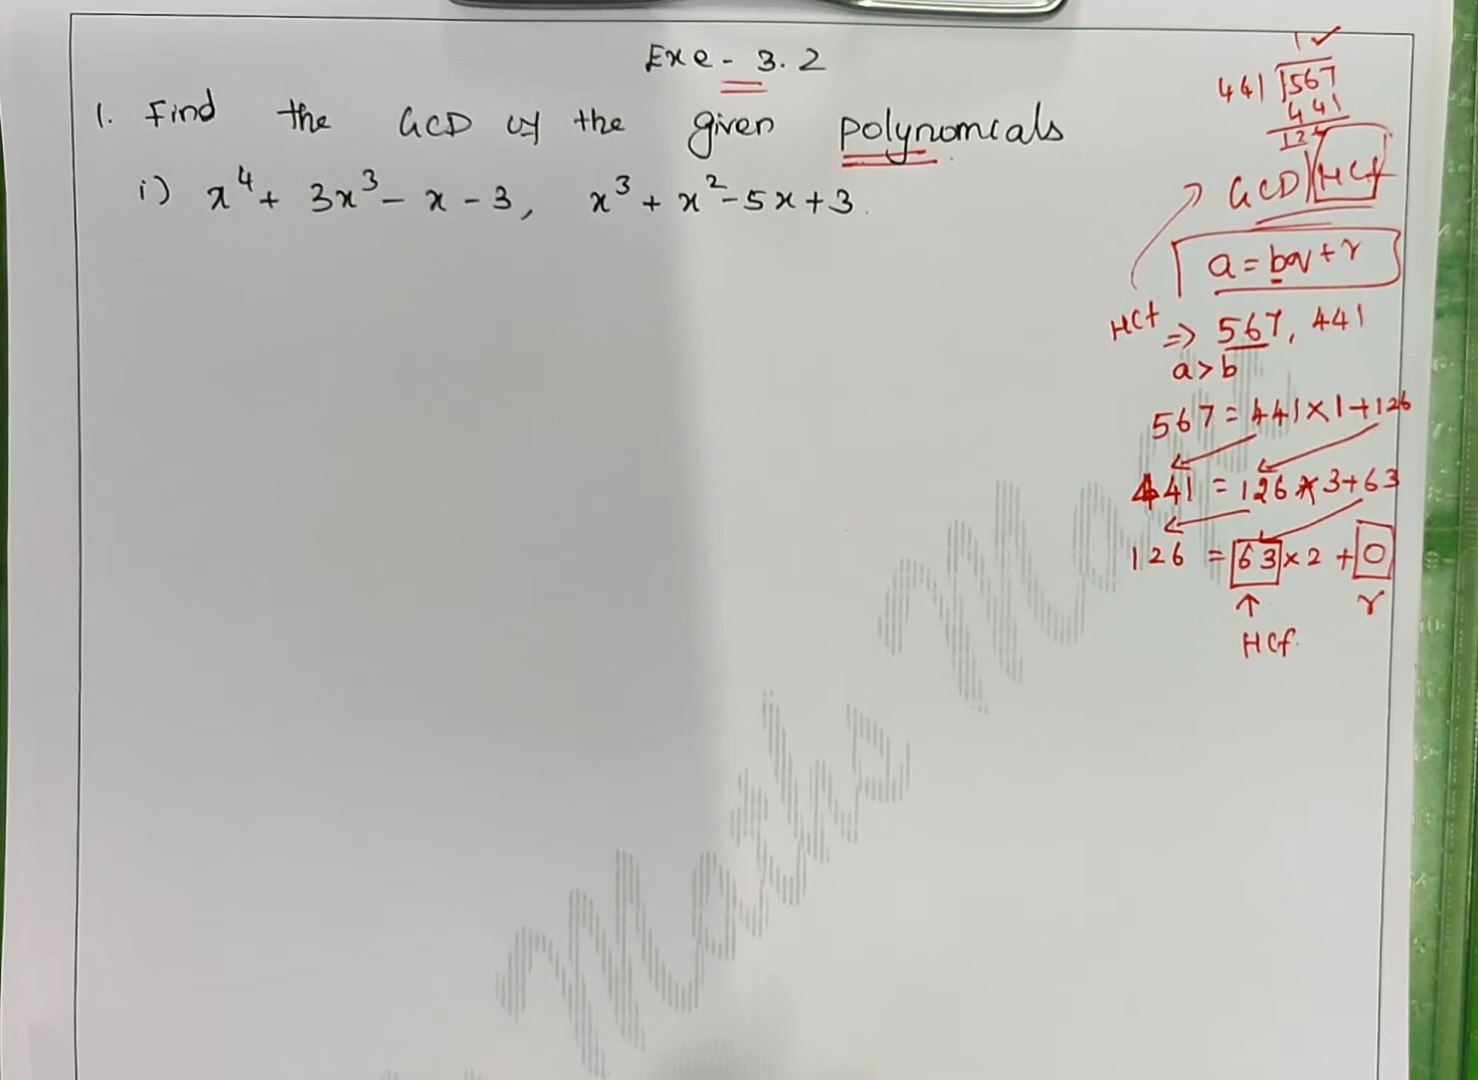 Exe - 3.2
1. Find the GCD of the given polynomials
i) x⁴ + 3x³ - x - 3, x³ + x² - 5x + 3.
1 ✓
441 567
441
GCD) HCf
a = bq + r
HCf => 567, 441
a > b
567 = 441 × 1 + 126
441 = 126 × 3 + 63
126 = 63 × 2 + 0
↑ r
HCf.
Maths